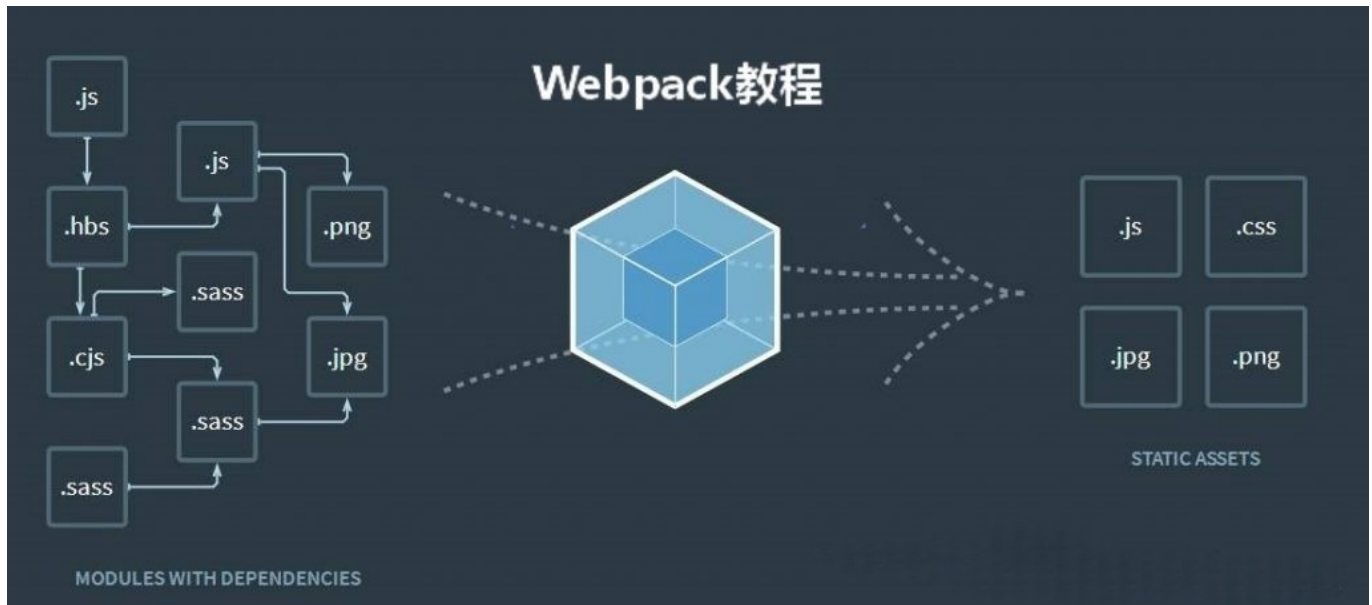 Webpack教程
.js
.js
.hbs
.png
.sass
.cjs
.jpg
.sass
.sass
MODULES WITH DEPENDENCIES
.js
.css
.jpg
.png
STATIC ASSETS